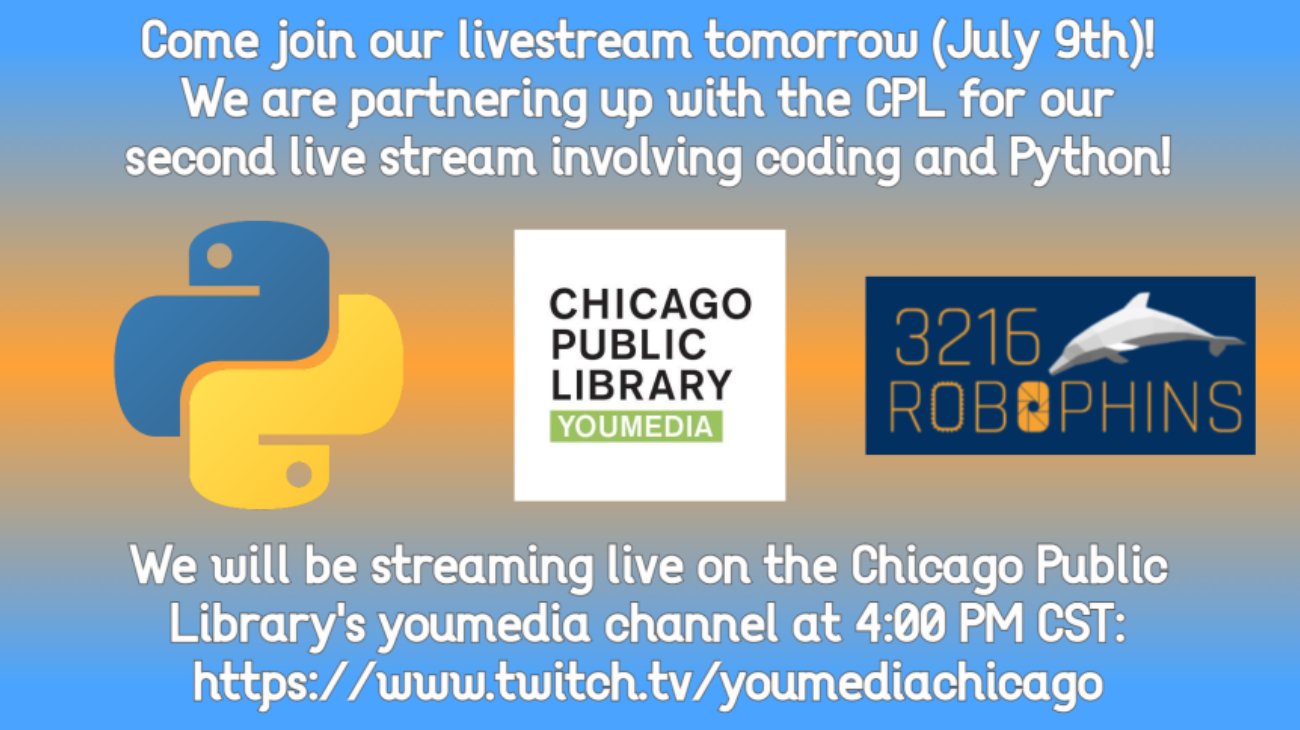 Come join our livestream tomorrow (July 9th)!
We are partnering up with the CPL for our
second live stream involving coding and Python!
CHICAGO
PUBLIC
LIBRARY
YOUMEDIA
3216
ROBOPHINS
We will be streaming live on the Chicago Public
Library's youmedia channel at 4:00 PM CST:
https://www.twitch.tv/youmediachicago